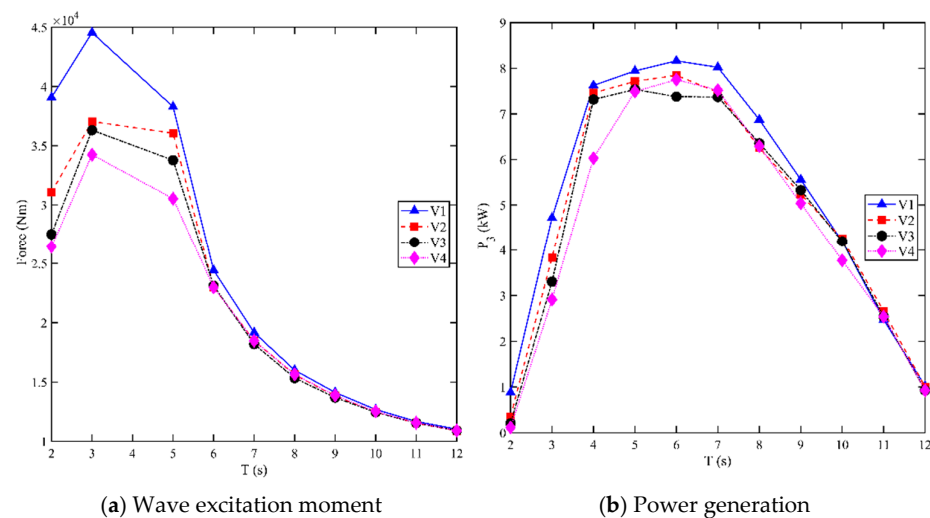 ×10⁴
4.5
4
3.5
3
2.5
2
1.5
1
2 3 4 5 6 7 8 9 10 11 12
T (s)
Force (Nm)
V1
V2
V3
V4
(a) Wave excitation moment
9
8
7
6
5
4
3
2
1
0
2 3 4 5 6 7 8 9 10 11 12
T (s)
P_3 (kW)
V1
V2
V3
V4
(b) Power generation